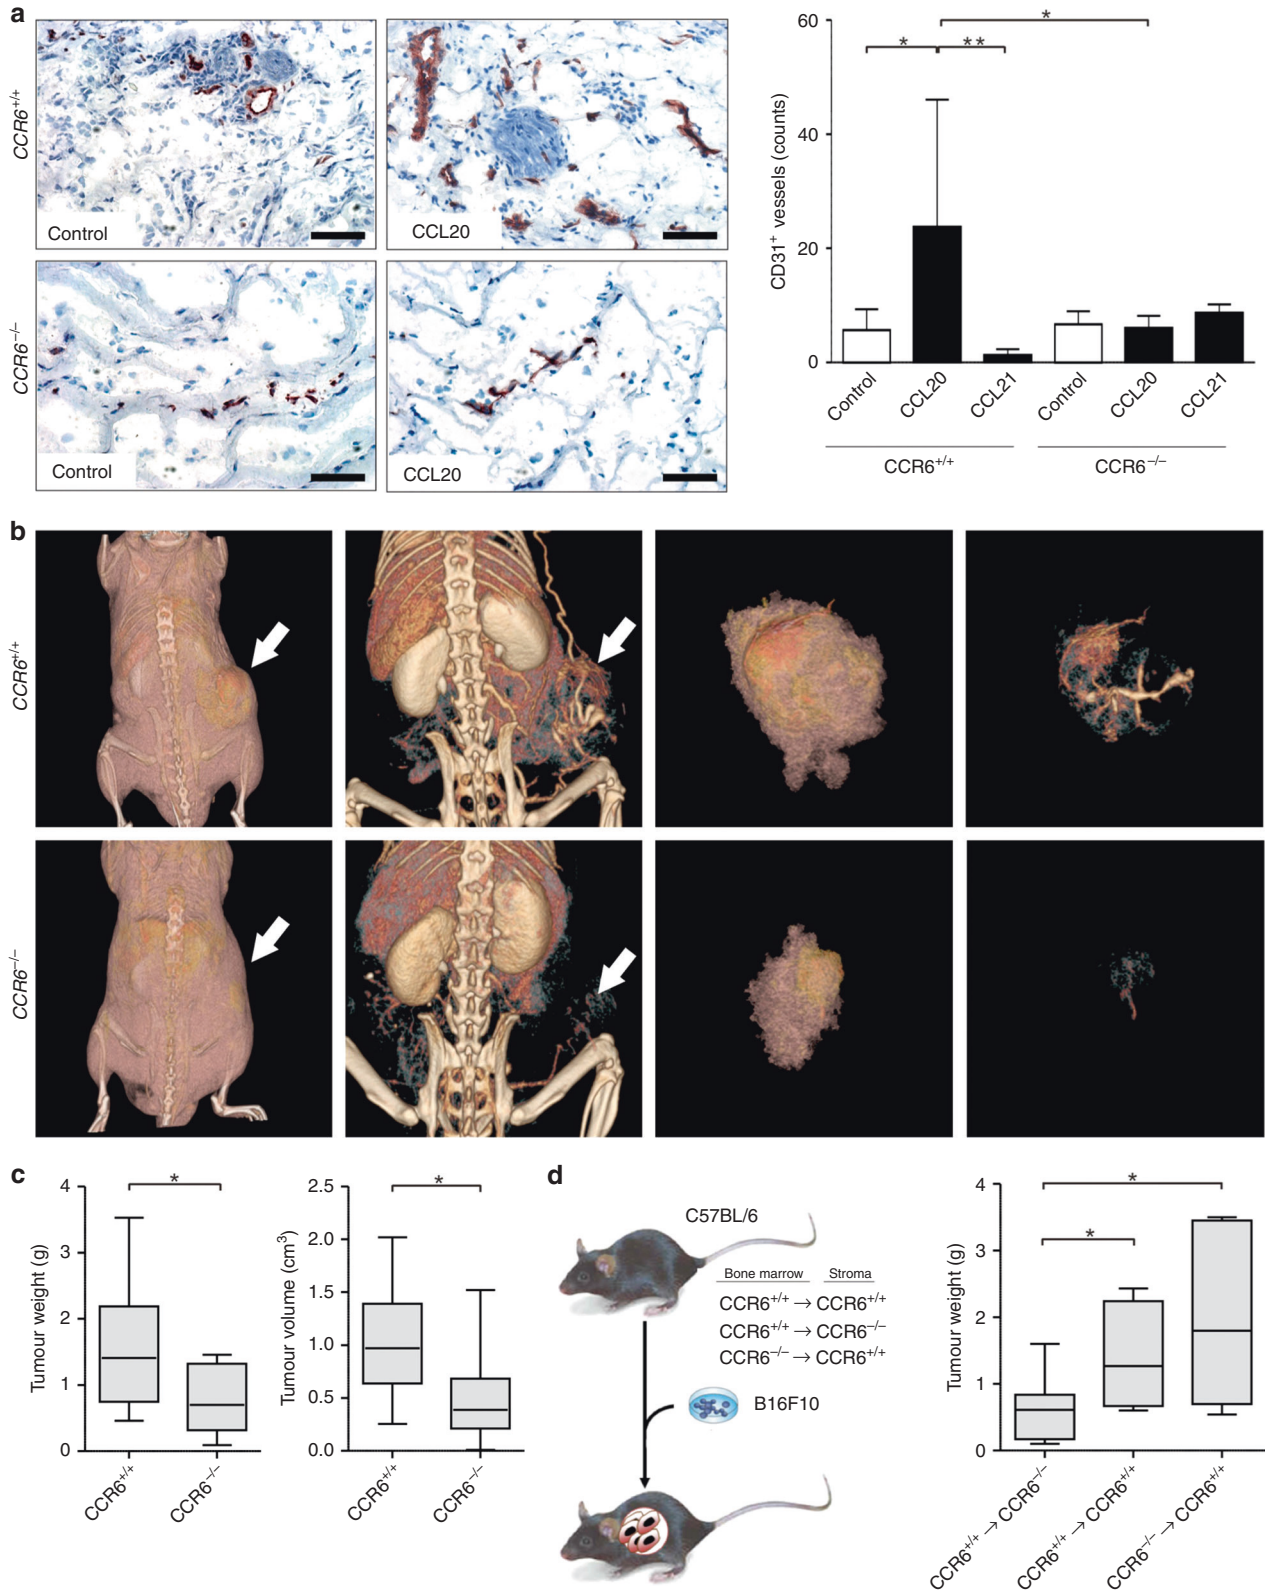 a
CCR6+/+
Control
CCL20
CCR6−/−
Control
CCL20
CD31+ vessels (counts)
60
40
20
0
*
**
*
Control
CCL20
CCL21
Control
CCL20
CCL21
CCR6+/+
CCR6−/−
b
CCR6+/+
CCR6−/−
c
Tumour weight (g)
4
3
2
1
0
*
CCR6+/+
CCR6−/−
Tumour volume (cm3)
2.5
2.0
1.5
1.0
0.5
0.0
*
CCR6+/+
CCR6−/−
d
C57BL/6
Bone marrow Stroma
CCR6+/+ → CCR6+/+
CCR6+/+ → CCR6−/−
CCR6−/− → CCR6+/+
B16F10
Tumour weight (g)
4
3
2
1
0
*
*
CCR6+/+ → CCR6−/−
CCR6+/+ → CCR6+/+
CCR6−/− → CCR6+/+